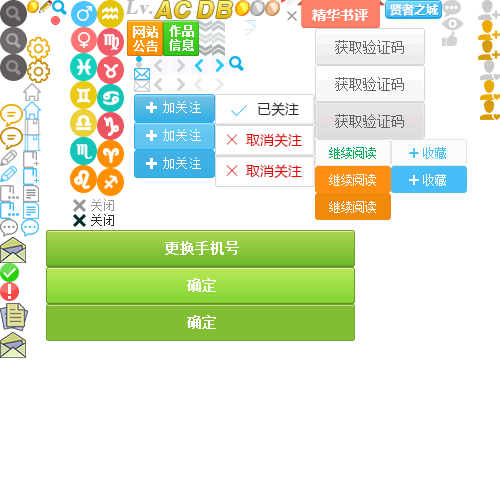 Lv. A C D B
精华书评
贤者之城
网站
公告
作品
信息
获取验证码
获取验证码
获取验证码
加关注
已关注
加关注
取消关注
加关注
取消关注
继续阅读
收藏
继续阅读
收藏
继续阅读
关闭
关闭
更换手机号
确定
确定